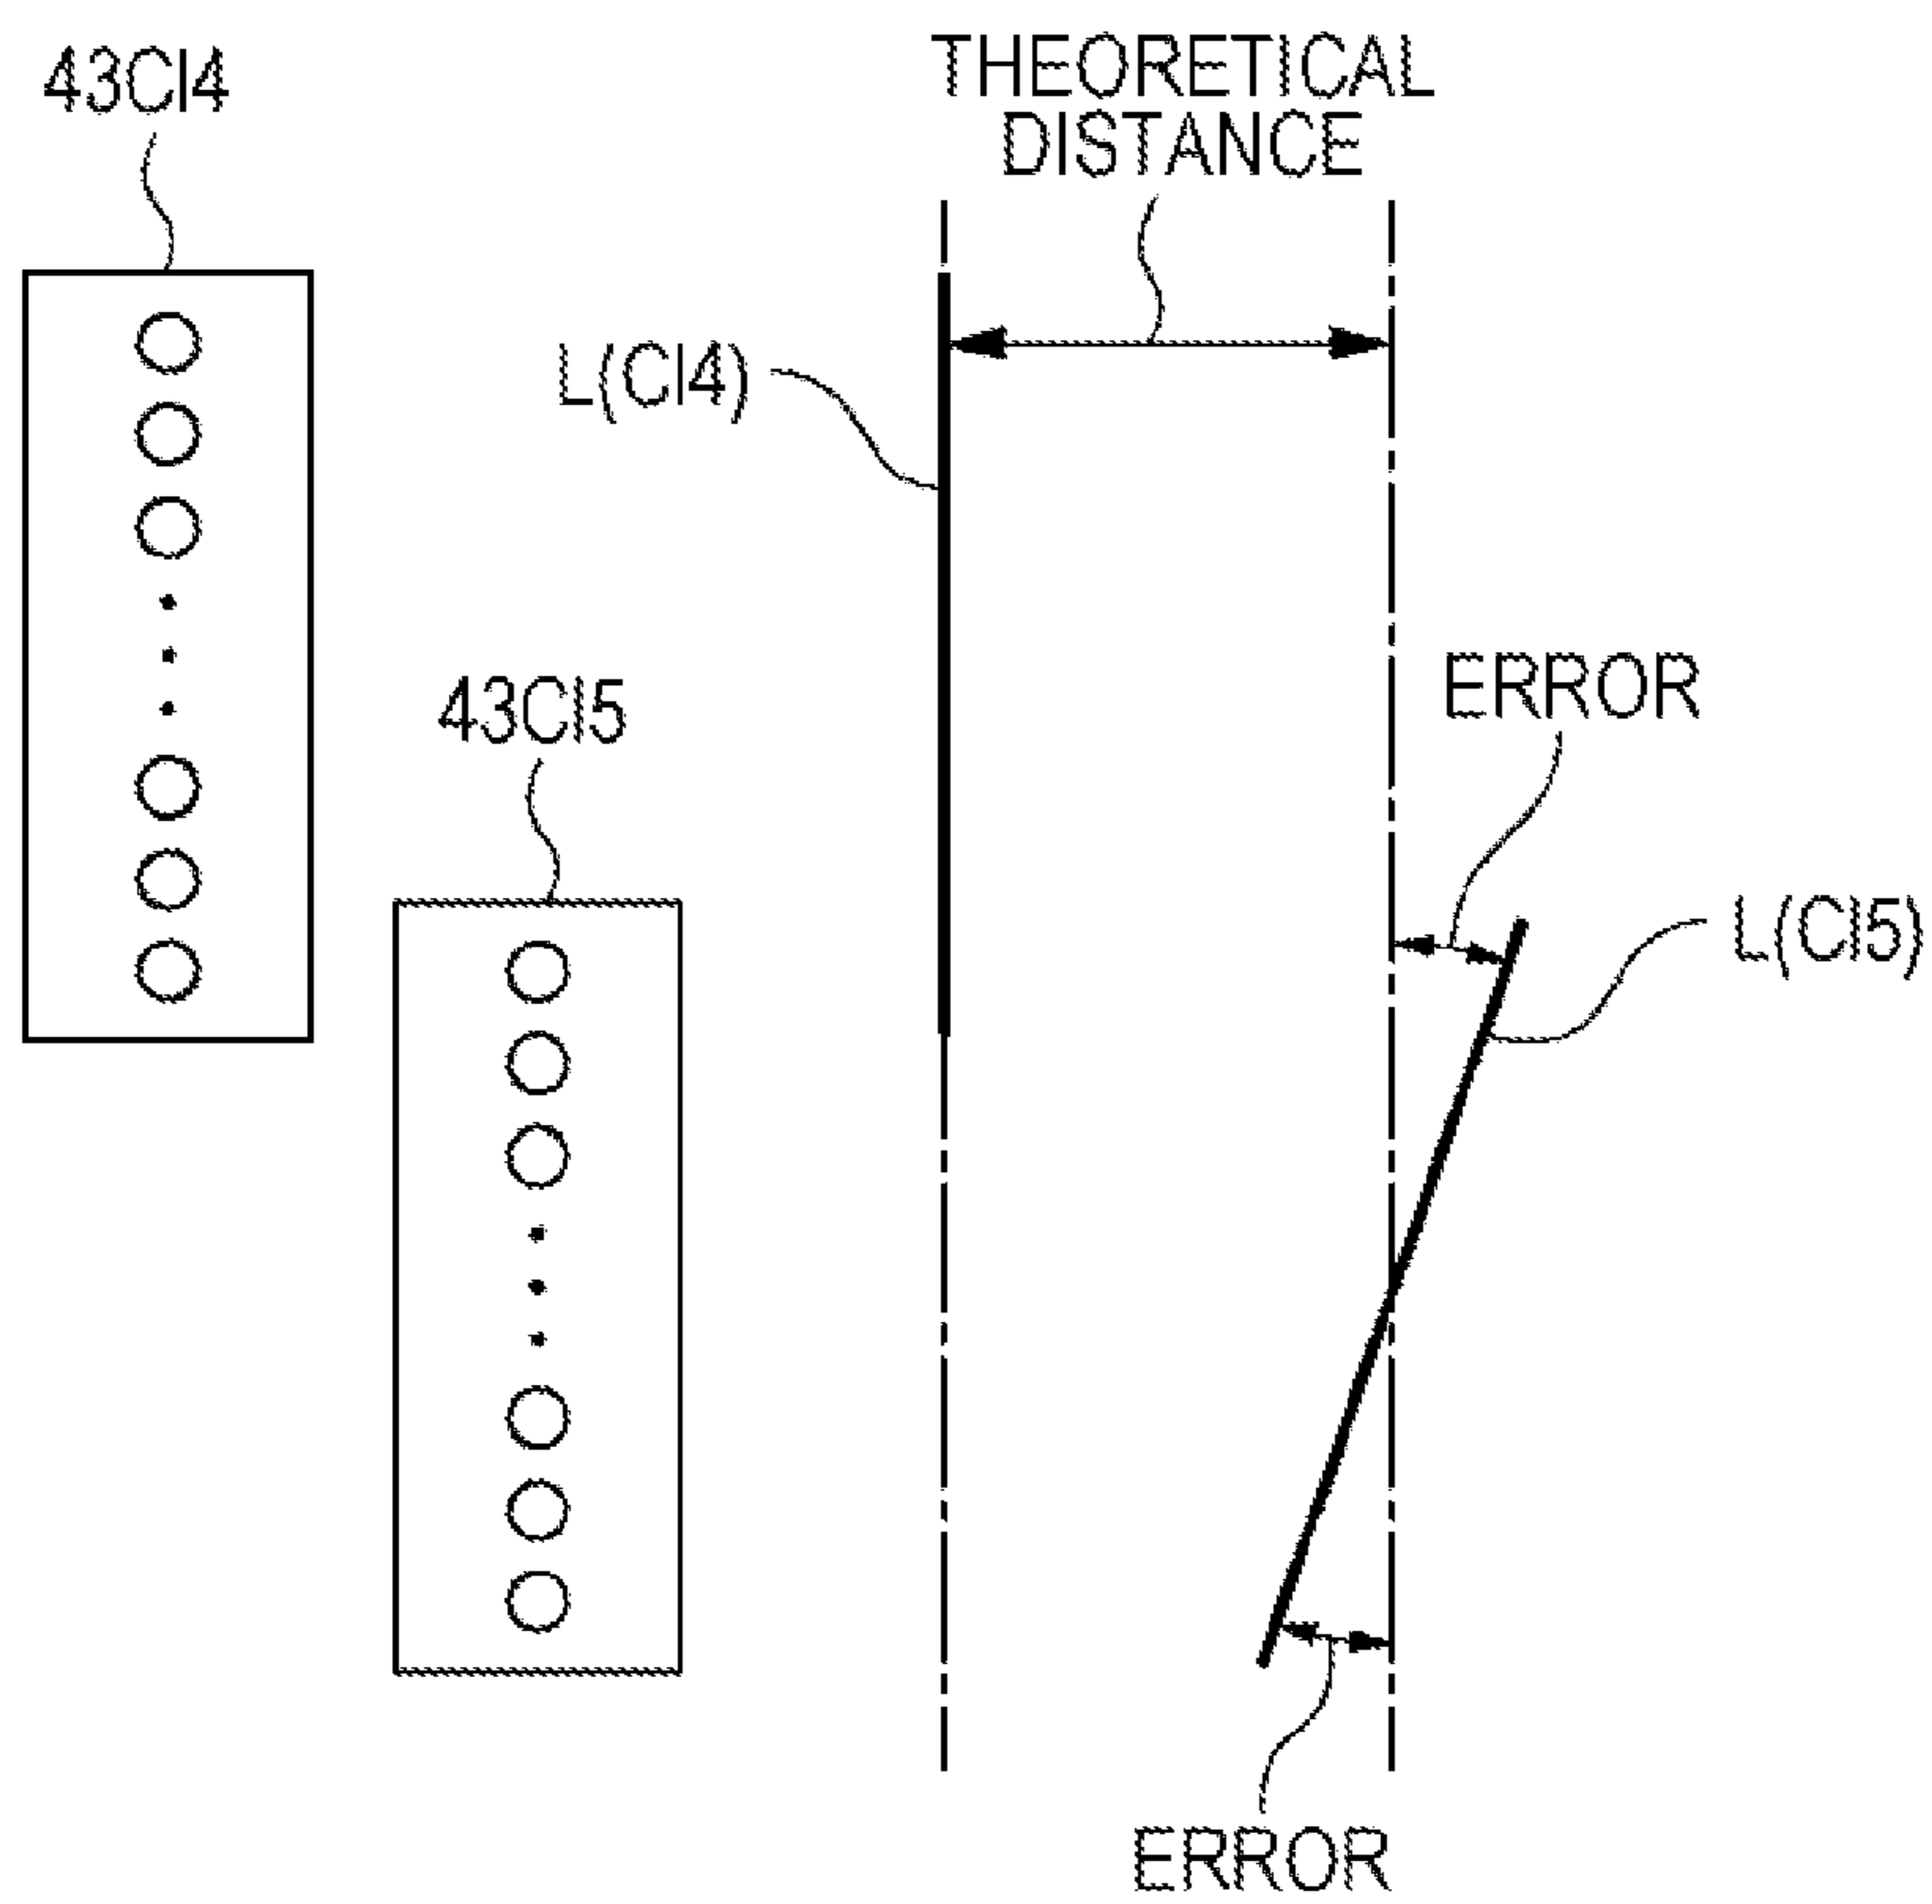 43CI4
THEORETICAL
DISTANCE
L(CI4)
43CI5
ERROR
L(CI5)
ERROR